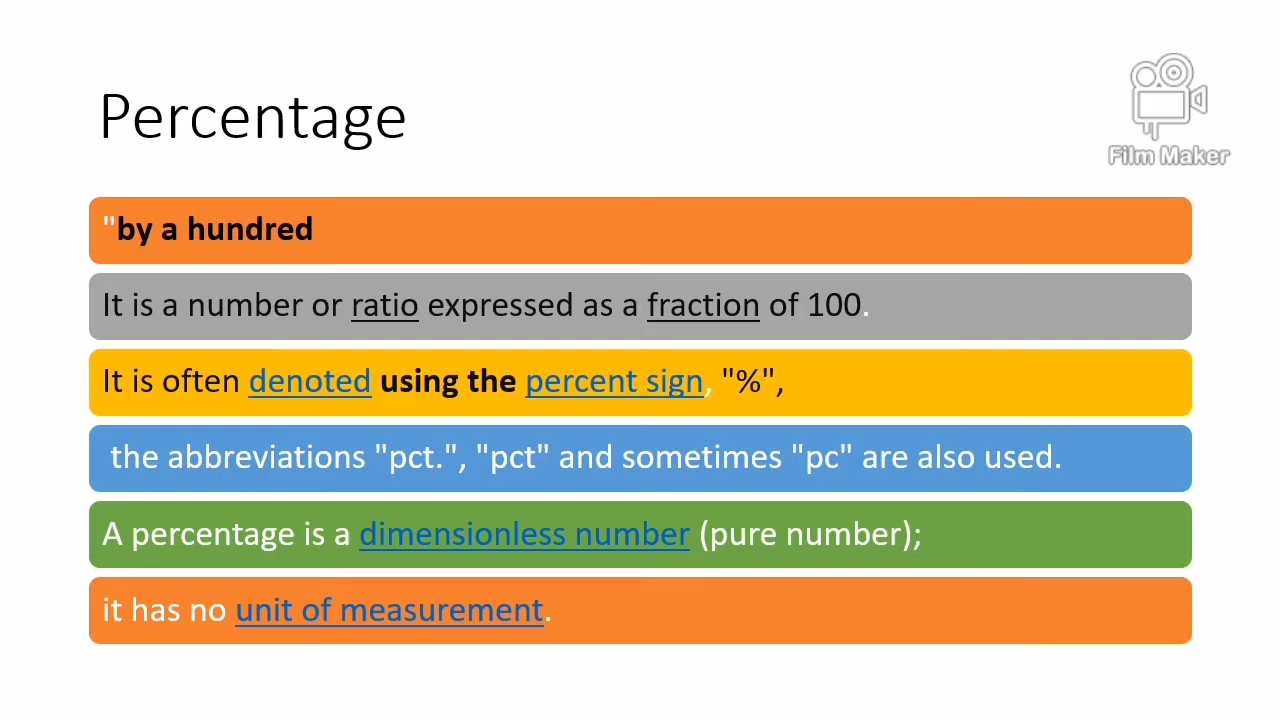 Percentage
Film Maker
"by a hundred
It is a number or ratio expressed as a fraction of 100.
It is often denoted using the percent sign, "%",
the abbreviations "pct.", "pct" and sometimes "pc" are also used.
A percentage is a dimensionless number (pure number);
it has no unit of measurement.